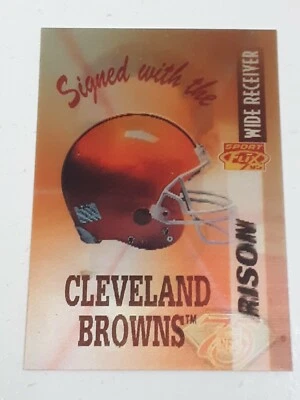 Signed with the
WIDE RECEIVER
SPORT
FLIX
RISON
CLEVELAND
BROWNS™